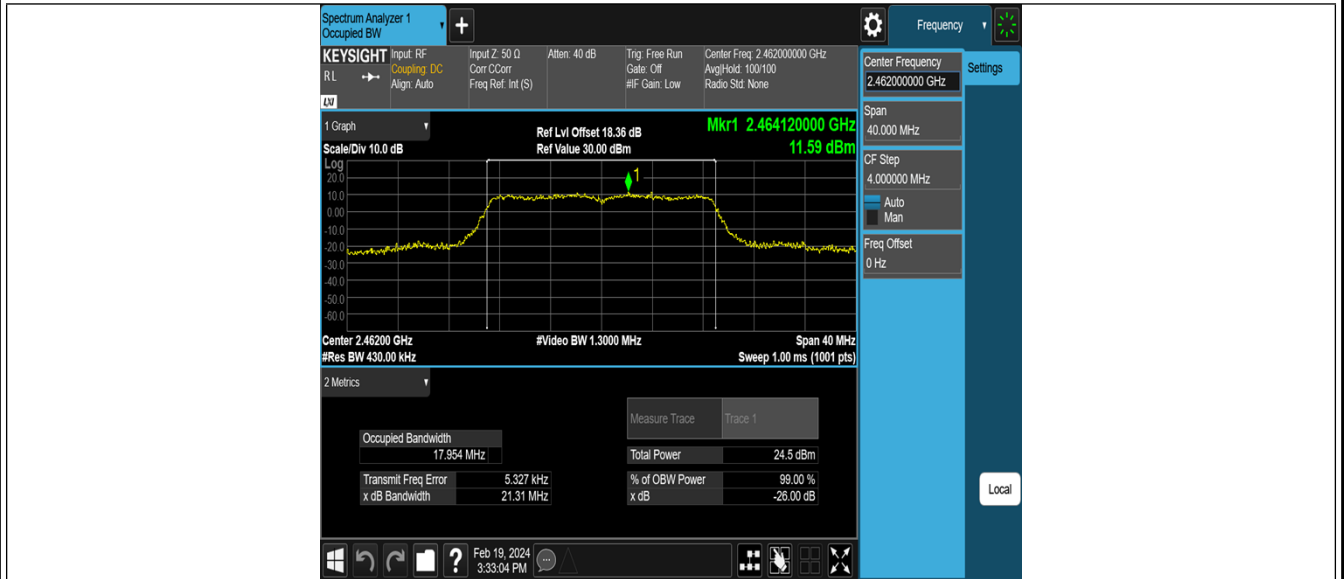 Spectrum Analyzer 1
Occupied BW
+
Frequency
KEYSIGHT
Input: RF
Coupling: DC
Align: Auto
Input Z: 50 Ω
Corr CCorr
Freq Ref: Int (S)
Atten: 40 dB
Trig: Free Run
Gate: Off
#IF Gain: Low
Center Freq: 2.462000000 GHz
Avg|Hold: 100/100
Radio Std: None
RL
LXI
Center Frequency
2.462000000 GHz
Settings
Span
40.000 MHz
CF Step
4.000000 MHz
Auto
Man
Freq Offset
0 Hz
1 Graph
Scale/Div 10.0 dB
Ref Lvl Offset 18.36 dB
Ref Value 30.00 dBm
Mkr1 2.464120000 GHz
11.59 dBm
Log
20.0
10.0
0.00
-10.0
-20.0
-30.0
-40.0
-50.0
-60.0
1
Center 2.46200 GHz
#Video BW 1.3000 MHz
Span 40 MHz
#Res BW 430.00 kHz
Sweep 1.00 ms (1001 pts)
2 Metrics
Measure Trace Trace 1
Occupied Bandwidth
17.954 MHz
Total Power 24.5 dBm
Transmit Freq Error 5.327 kHz
% of OBW Power 99.00 %
x dB Bandwidth 21.31 MHz
x dB -26.00 dB
Local
?
Feb 19, 2024
3:33:04 PM